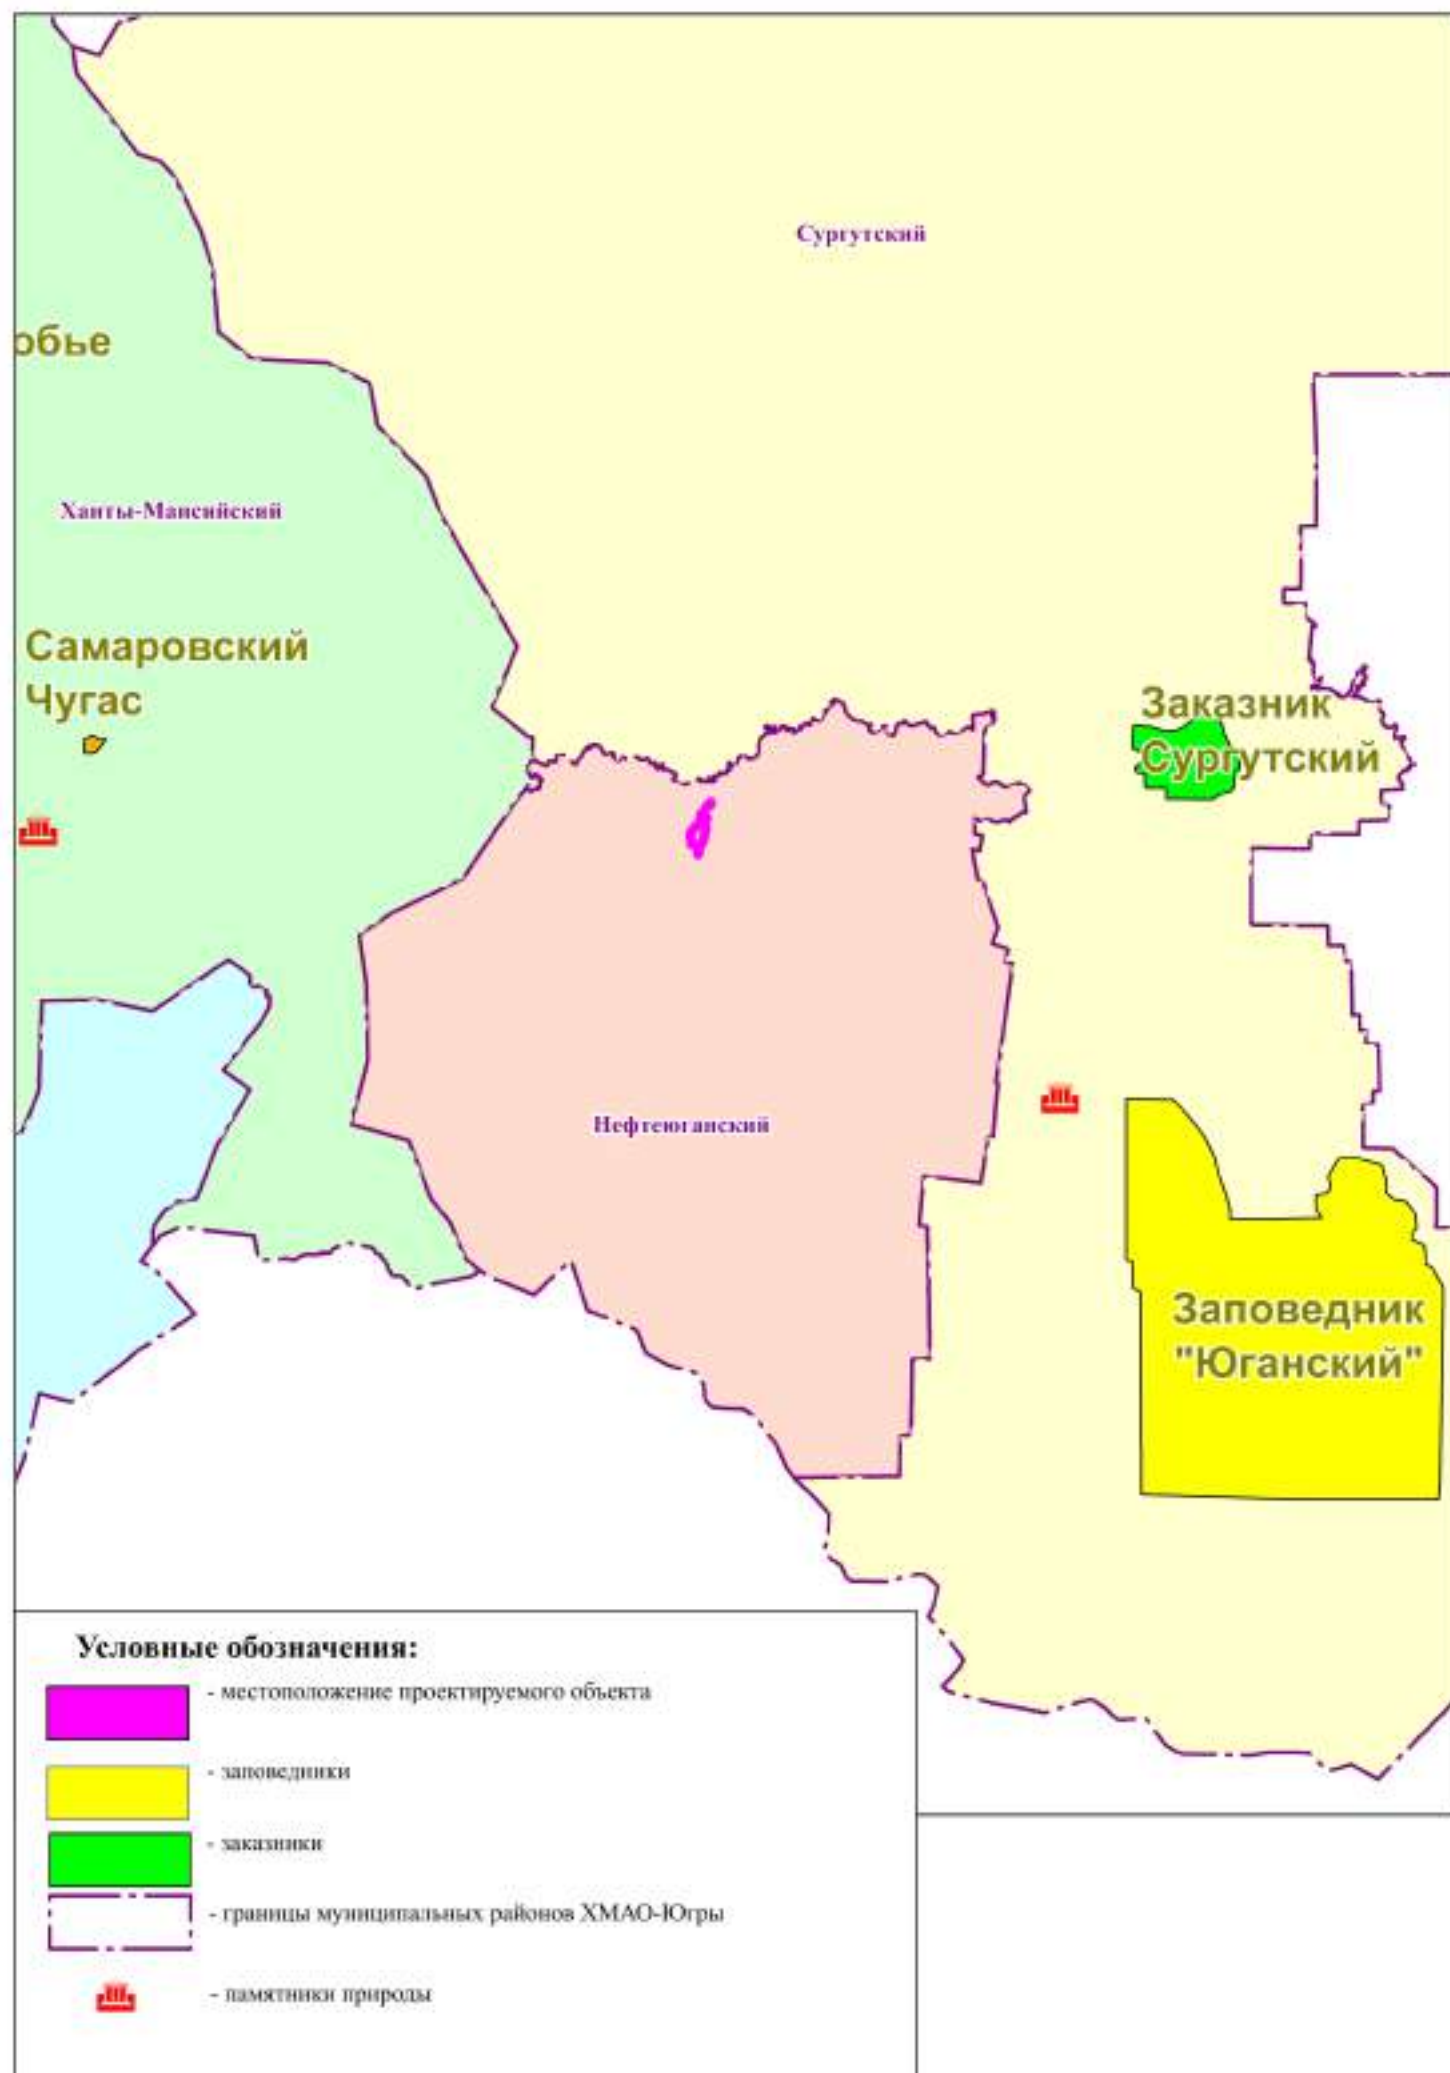 Сургутский
обье
Ханты-Мансийский
Самаровский
Чугас
Заказник
Сургутский
Нефтеюганский
Заповедник
"Юганский"
Условные обозначения:
- местоположение проектируемого объекта
- заповедники
- заказники
- границы муниципальных районов ХМАО-Югры
- памятники природы